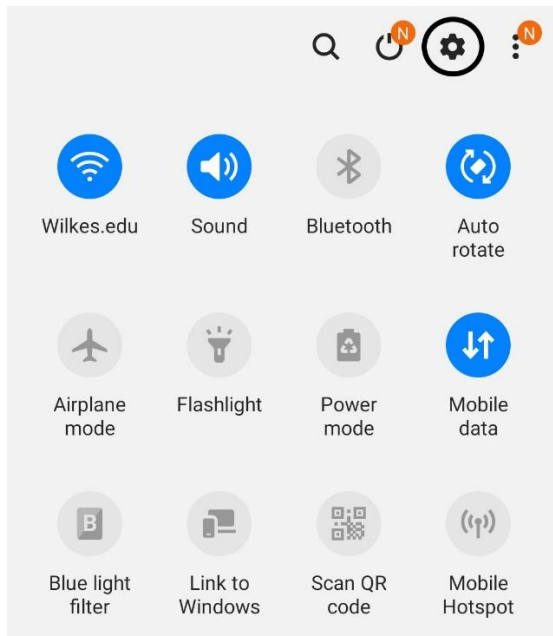 N
N
Wilkes.edu
Sound
Bluetooth
Auto
rotate
Airplane
mode
Flashlight
Power
mode
Mobile
data
B
Blue light
filter
Link to
Windows
Scan QR
code
Mobile
Hotspot